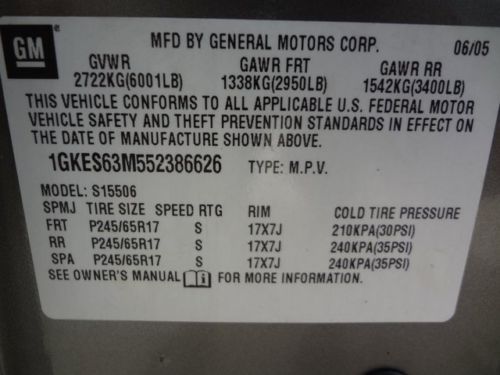 GM
MFD BY GENERAL MOTORS CORP. 06/05
GVWR GAWR FRT GAWR RR
2722KG(6001LB) 1338KG(2950LB) 1542KG(3400LB)
THIS VEHICLE CONFORMS TO ALL APPLICABLE U.S. FEDERAL MOTOR
VEHICLE SAFETY AND THEFT PREVENTION STANDARDS IN EFFECT ON
THE DATE OF MANUFACTURE SHOWN ABOVE.
1GKES63M552386626 TYPE: M.P.V.
MODEL: S15506
SPMJ TIRE SIZE SPEED RTG RIM COLD TIRE PRESSURE
FRT P245/65R17 S 17X7J 210KPA(30PSI)
RR P245/65R17 S 17X7J 240KPA(35PSI)
SPA P245/65R17 S 17X7J 240KPA(35PSI)
SEE OWNER'S MANUAL FOR MORE INFORMATION.